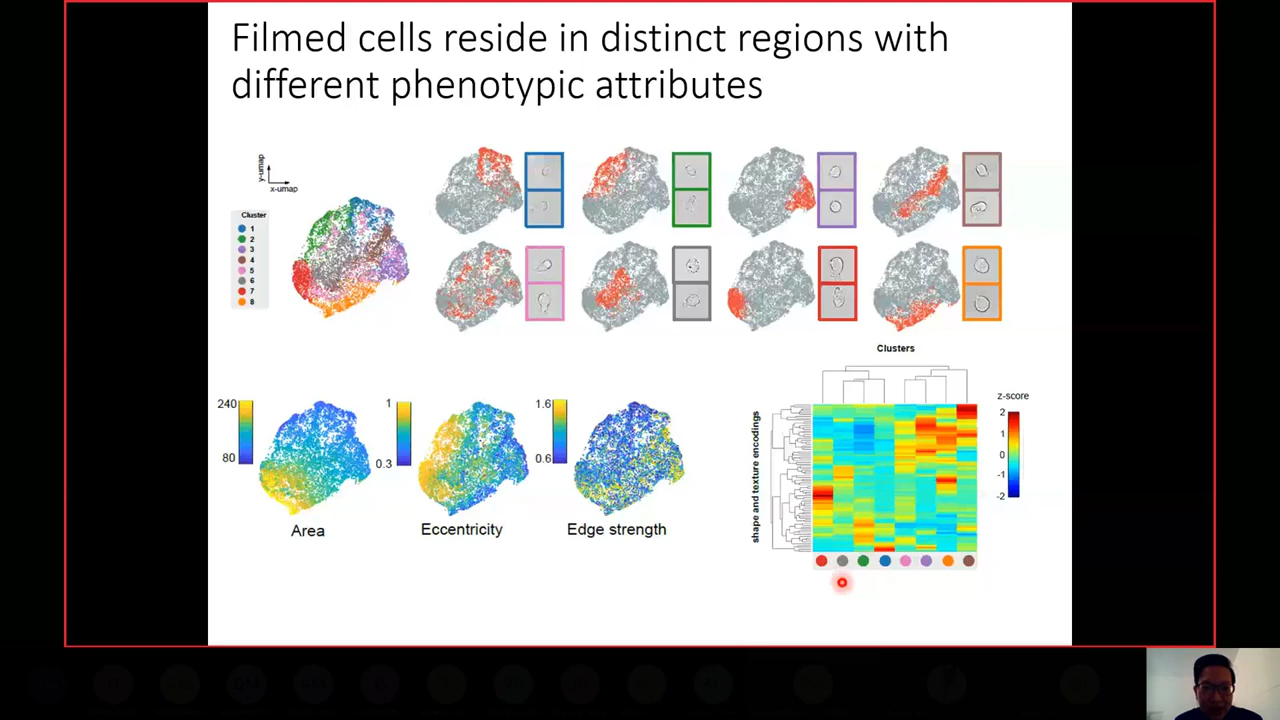 Filmed cells reside in distinct regions with
different phenotypic attributes
y-umap
x-umap
Cluster
1
2
3
4
5
6
7
8
Clusters
240
80
Area
1
0.3
Eccentricity
1.6
0.6
Edge strength
shape and texture encodings
z-score
2
1
0
-1
-2